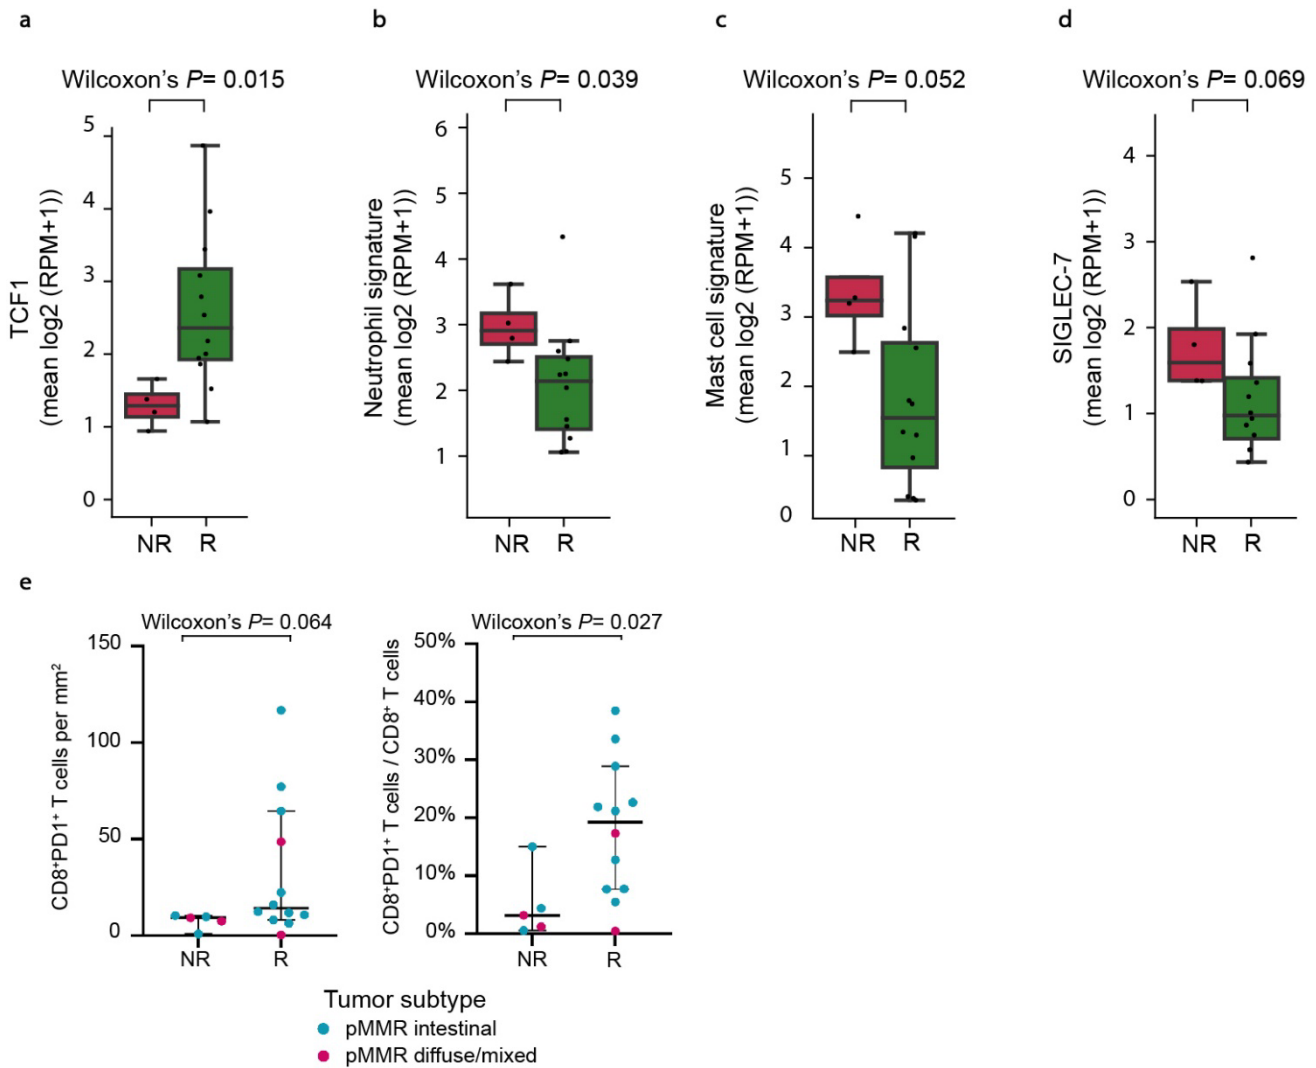 a
Wilcoxon's P= 0.015
TCF1
(mean log2 (RPM+1))
5
4
3
2
1
0
NR R
b
Wilcoxon's P= 0.039
Neutrophil signature
(mean log2 (RPM+1))
6
5
4
3
2
1
NR R
c
Wilcoxon's P= 0.052
Mast cell signature
(mean log2 (RPM+1))
5
4
3
2
1
0
NR R
d
Wilcoxon's P= 0.069
SIGLEC-7
(mean log2 (RPM+1))
4
3
2
1
0
NR R
e
Wilcoxon's P= 0.064
CD8⁺PD1⁺ T cells per mm²
150
100
50
0
NR R
Wilcoxon's P= 0.027
CD8⁺PD1⁺ T cells / CD8⁺ T cells
50%
40%
30%
20%
10%
0%
NR R
Tumor subtype
pMMR intestinal
pMMR diffuse/mixed